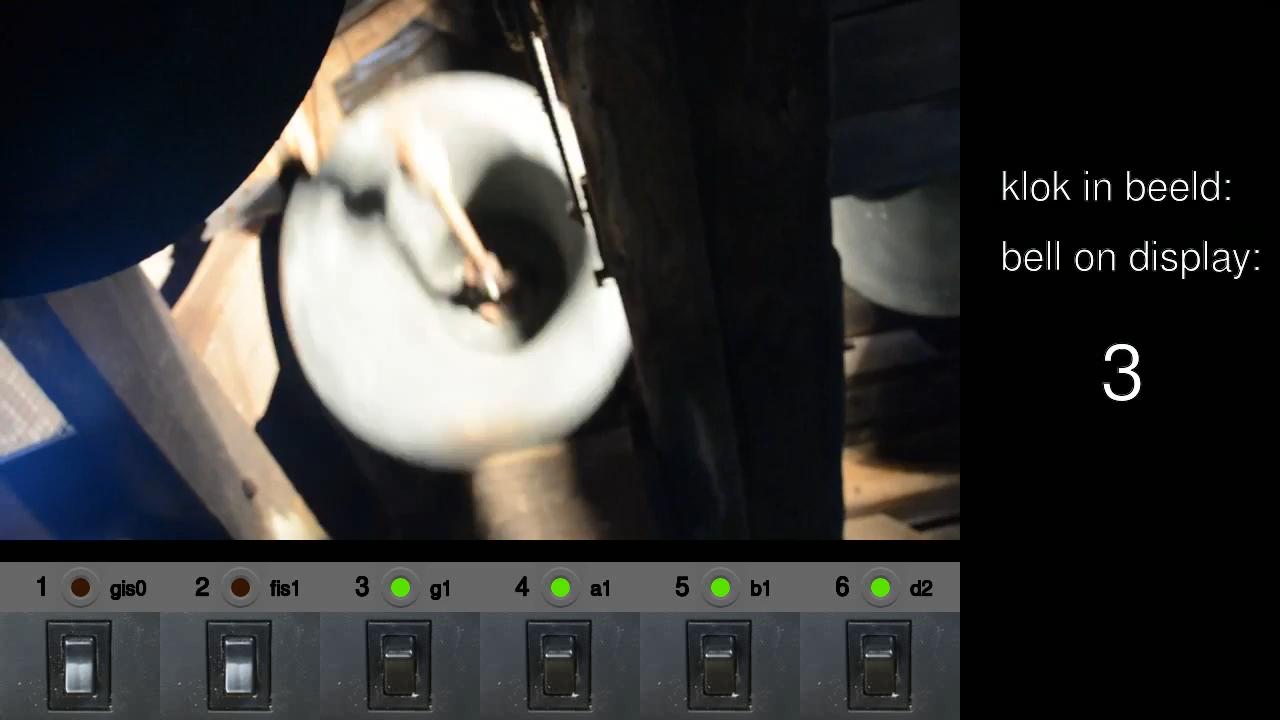 klok in beeld:
bell on display:
3
1 gis0 2 fis1 3 g1 4 a1 5 b1 6 d2